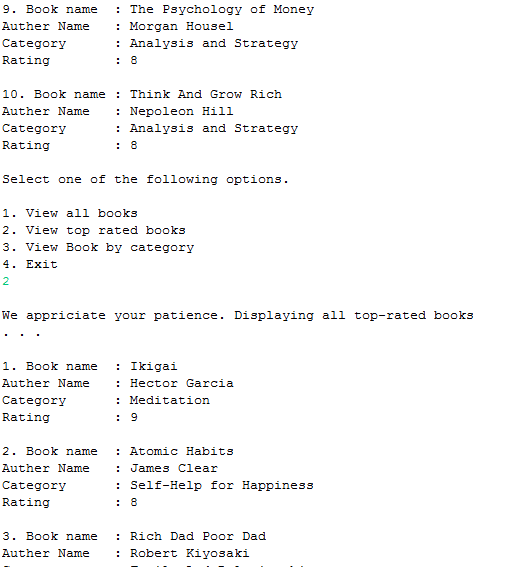 9. Book name  : The Psychology of Money
Auther Name   : Morgan Housel
Category      : Analysis and Strategy
Rating        : 8
10. Book name : Think And Grow Rich
Auther Name   : Nepoleon Hill
Category      : Analysis and Strategy
Rating        : 8
Select one of the following options.
1. View all books
2. View top rated books
3. View Book by category
4. Exit
2
We appriciate your patience. Displaying all top-rated books
. . .
1. Book name  : Ikigai
Auther Name   : Hector Garcia
Category      : Meditation
Rating        : 9
2. Book name  : Atomic Habits
Auther Name   : James Clear
Category      : Self-Help for Happiness
Rating        : 8
3. Book name  : Rich Dad Poor Dad
Auther Name   : Robert Kiyosaki